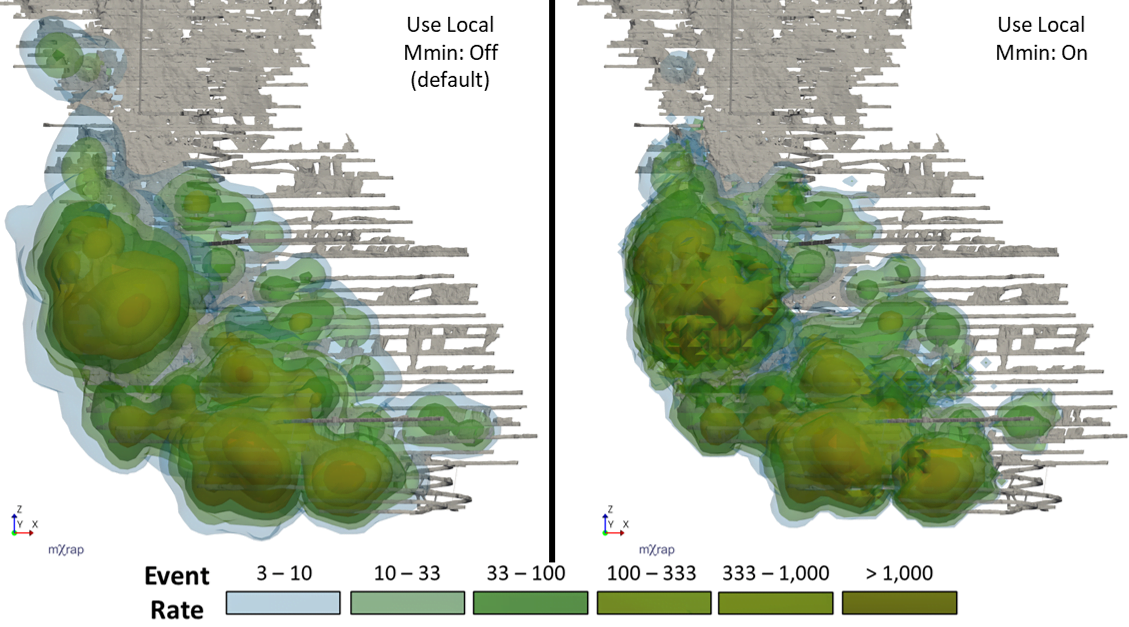 Use Local
Mmin: Off
(default)
Use Local
Mmin: On
Z
Y X
mXrap
Z
Y X
mXrap
Event
Rate
3 – 10
10 – 33
33 – 100
100 – 333
333 – 1,000
> 1,000